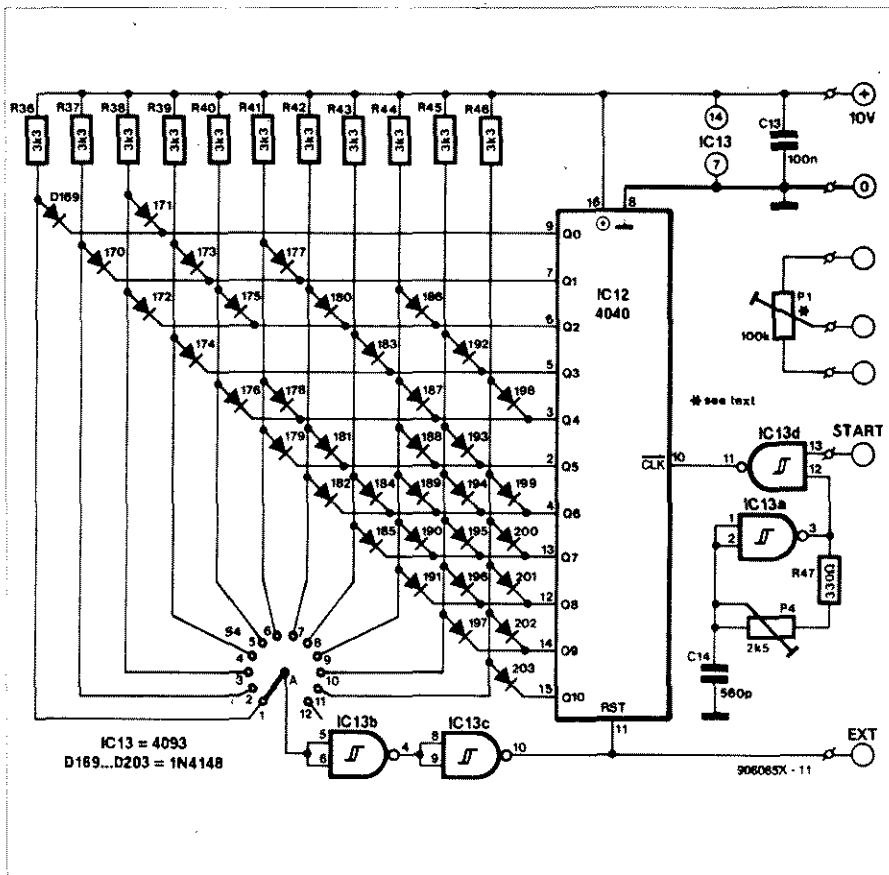 R36 R37 R38 R39 R40 R41 R42 R43 R44 R45 R46
3k3 3k3 3k3 3k3 3k3 3k3 3k3 3k3 3k3 3k3 3k3
14
IC13
7
C13
100n
+
10V
0
D169
171
16
8
9 Q0
170
173
177
7 Q1
IC12
4040
172
175
180
186
6 Q2
P1
*
100k
174
183
192
5 Q3
176
178
187
198
3 Q4
* see text
179
181
188
193
2 Q5
CLK 10
11
IC13d
13
12
START
182
184
189
194
199
4 Q6
IC13a
1
2
3
185
190
195
200
13 Q7
R47
330Ω
191
196
201
12 Q8
P4
2k5
197
202
14 Q9
C14
560p
203
15 Q10
S4
1 2 3 4 5 6 7 8 9 10 11 12
A
RST
11
IC13b
5
6
4
IC13c
8
9
10
EXT
IC13 = 4093
D169...D203 = 1N4148
906065X - 11